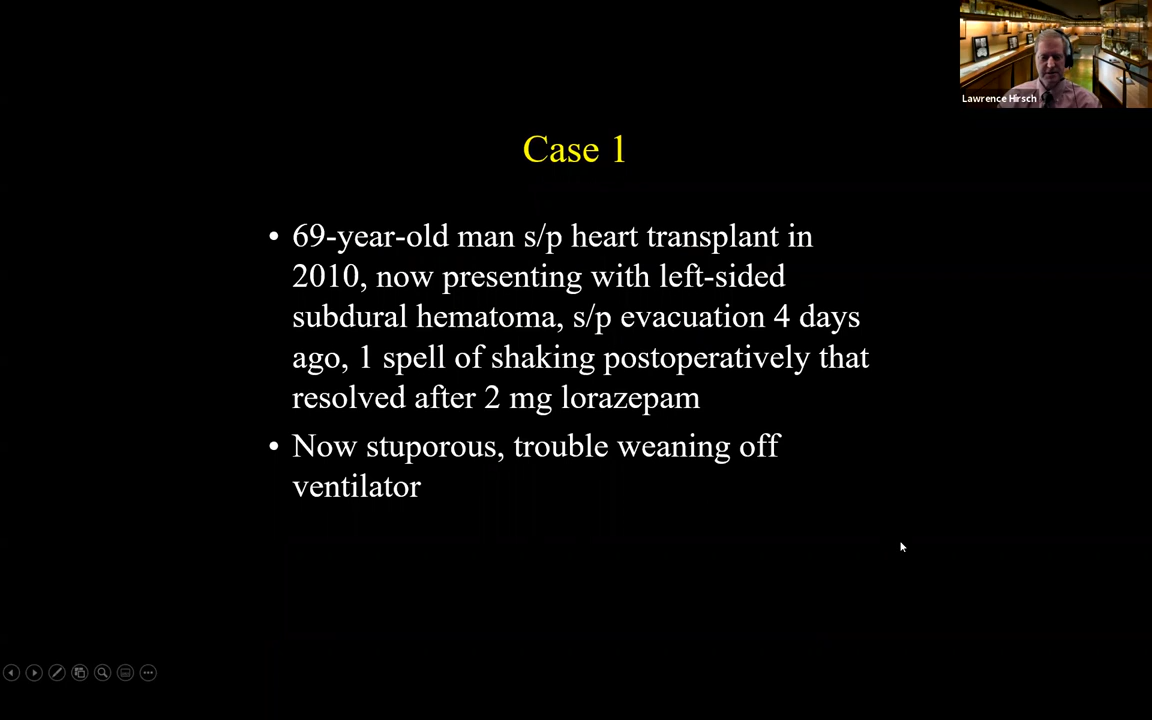 Lawrence Hirsch
Case 1
• 69-year-old man s/p heart transplant in
2010, now presenting with left-sided
subdural hematoma, s/p evacuation 4 days
ago, 1 spell of shaking postoperatively that
resolved after 2 mg lorazepam
• Now stuporous, trouble weaning off
ventilator